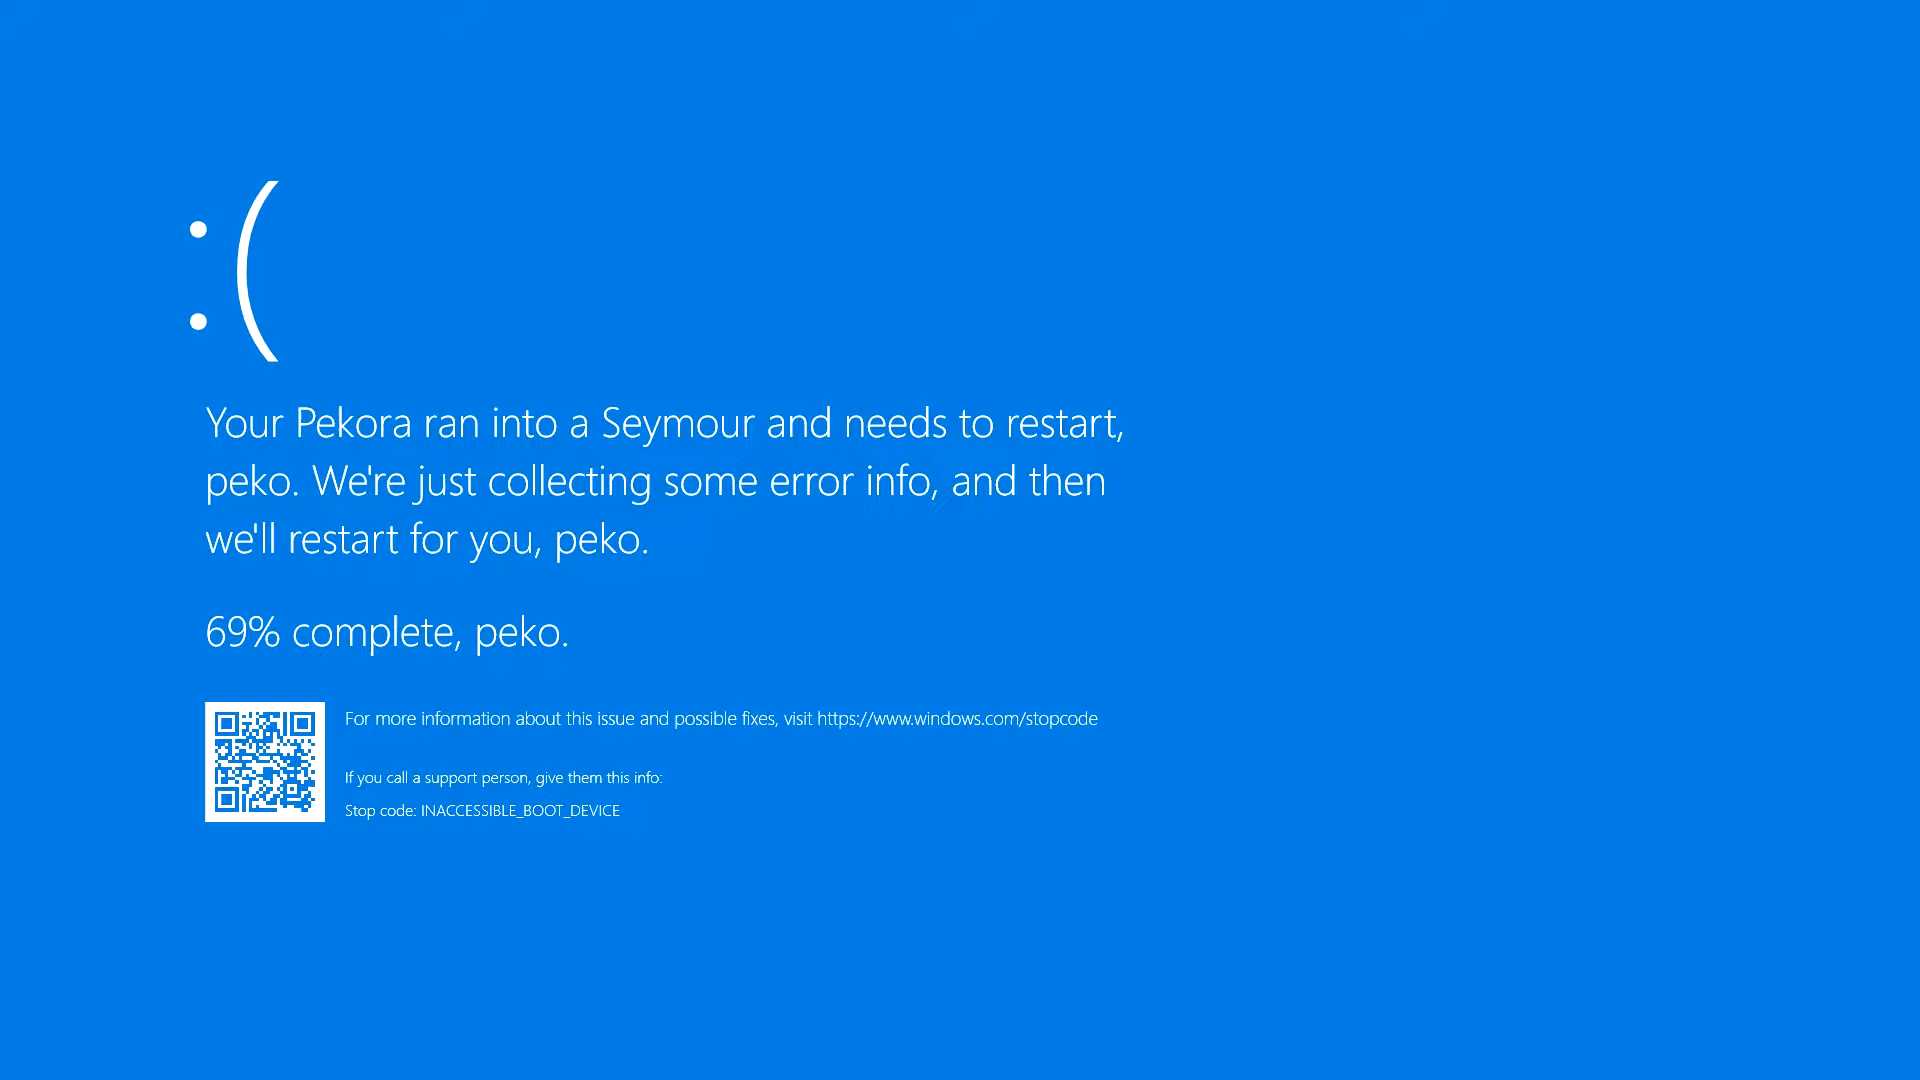 :(
Your Pekora ran into a Seymour and needs to restart,
peko. We're just collecting some error info, and then
we'll restart for you, peko.
69% complete, peko.
For more information about this issue and possible fixes, visit https://www.windows.com/stopcode
If you call a support person, give them this info:
Stop code: INACCESSIBLE_BOOT_DEVICE